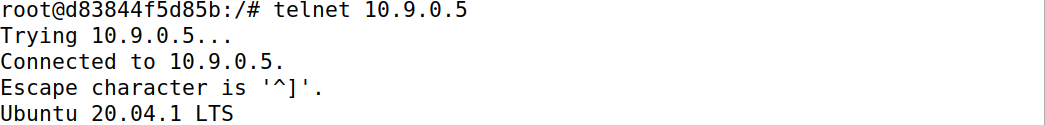 root@d83844f5d85b:/# telnet 10.9.0.5
Trying 10.9.0.5...
Connected to 10.9.0.5.
Escape character is '^]'.
Ubuntu 20.04.1 LTS